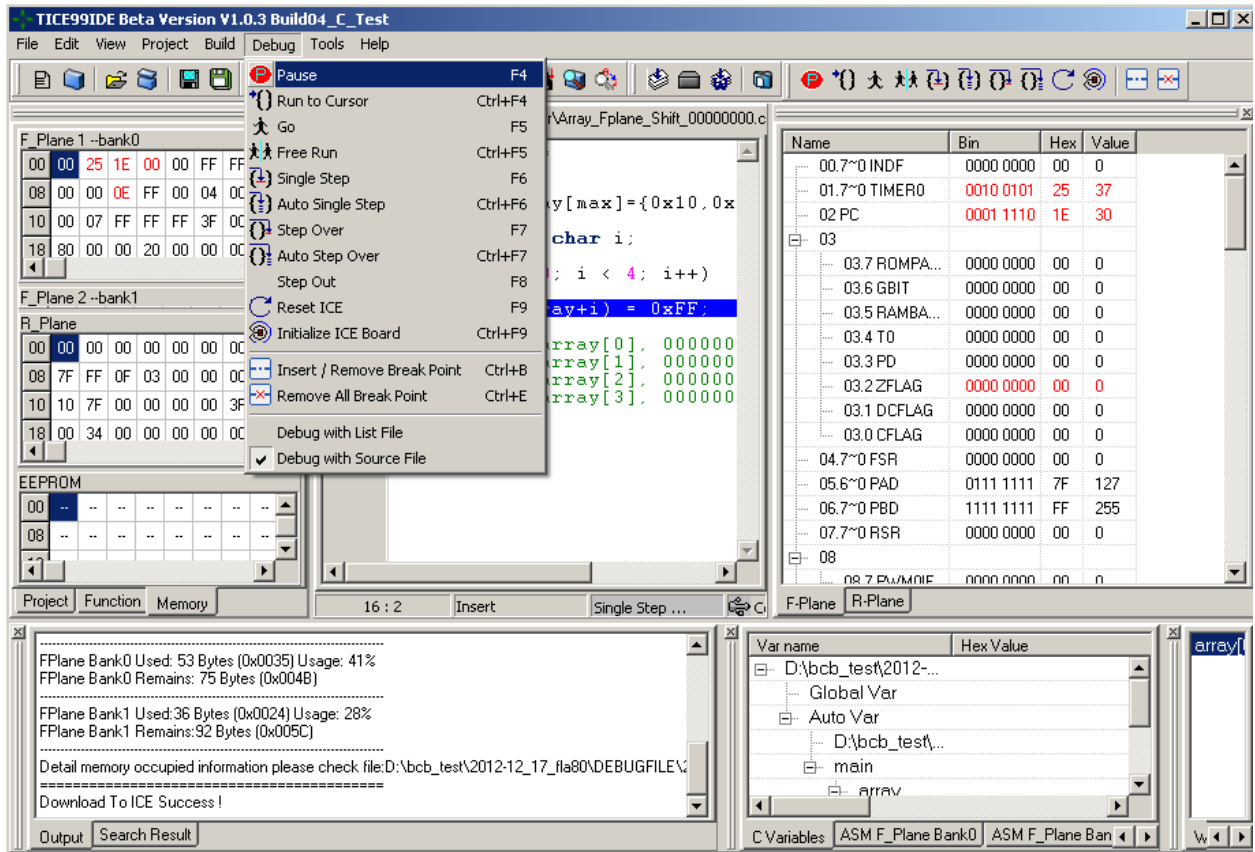 TICE99IDE Beta Version V1.0.3 Build04_C_Test
File Edit View Project Build Debug Tools Help
Pause F4
Run to Cursor Ctrl+F4
Go F5
Free Run Ctrl+F5
Single Step F6
Auto Single Step Ctrl+F6
Step Over F7
Auto Step Over Ctrl+F7
Step Out F8
Reset ICE F9
Initialize ICE Board Ctrl+F9
Insert / Remove Break Point Ctrl+B
Remove All Break Point Ctrl+E
Debug with List File
Debug with Source File
F_Plane 1 --bank0
00 00 25 1E 00 00 FF FF
08 00 00 0E FF 00 04 00
10 00 07 FF FF FF 3F 00
18 80 00 00 20 00 00 00
F_Plane 2 --bank1
R_Plane
00 00 00 00 00 00 00 00
08 7F FF 0F 03 00 00 00
10 10 7F 00 00 00 00 3F
18 00 34 00 00 00 00 00
EEPROM
00 -- -- -- -- -- -- -- --
08 -- -- -- -- -- -- -- --
Project Function Memory
r\Array_Fplane_Shift_00000000.c
y[max]={0x10,0x
char i;
; i < 4; i++)
ay+i) = 0xFF;
rray[0], 000000
rray[1], 000000
rray[2], 000000
rray[3], 000000
16 : 2 Insert Single Step ...
Name Bin Hex Value
00.7~0 INDF 0000 0000 00 0
01.7~0 TIMER0 0010 0101 25 37
02 PC 0001 1110 1E 30
03
03.7 ROMPA... 0000 0000 00 0
03.6 GBIT 0000 0000 00 0
03.5 RAMBA... 0000 0000 00 0
03.4 T0 0000 0000 00 0
03.3 PD 0000 0000 00 0
03.2 ZFLAG 0000 0000 00 0
03.1 DCFLAG 0000 0000 00 0
03.0 CFLAG 0000 0000 00 0
04.7~0 FSR 0000 0000 00 0
05.6~0 PAD 0111 1111 7F 127
06.7~0 PBD 1111 1111 FF 255
07.7~0 RSR 0000 0000 00 0
08
08.7 PWM0IE 0000 0000 00 0
F-Plane R-Plane
FPlane Bank0 Used: 53 Bytes (0x0035) Usage: 41%
FPlane Bank0 Remains: 75 Bytes (0x004B)
FPlane Bank1 Used:36 Bytes (0x0024) Usage: 28%
FPlane Bank1 Remains:92 Bytes (0x005C)
Detail memory occupied information please check file:D:\bcb_test\2012-12_17_fla80\DEBUGFILE\2
============================================
Download To ICE Success !
Output Search Result
Var name Hex Value
D:\bcb_test\2012-...
Global Var
Auto Var
D:\bcb_test\...
main
array
C Variables ASM F_Plane Bank0 ASM F_Plane Ban
array[